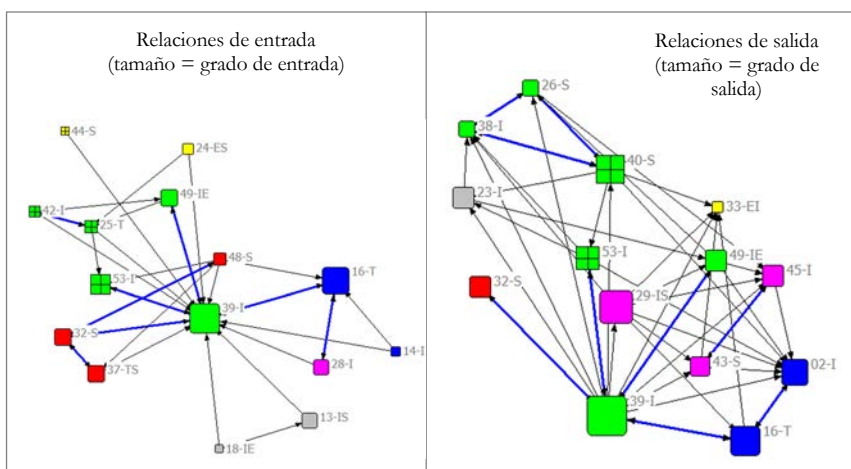 Relaciones de entrada
(tamaño = grado de entrada)
44-S
24-ES
49-IE
42-I
25-T
48-S
16-T
53-I
39-I
32-S
14-I
37-TS
28-I
13-IS
18-IE
Relaciones de salida
(tamaño = grado de
salida)
26-S
38-I
40-S
23-I
33-EI
53-I
49-IE
45-I
32-S
29-IS
43-S
02-I
39-I
16-T